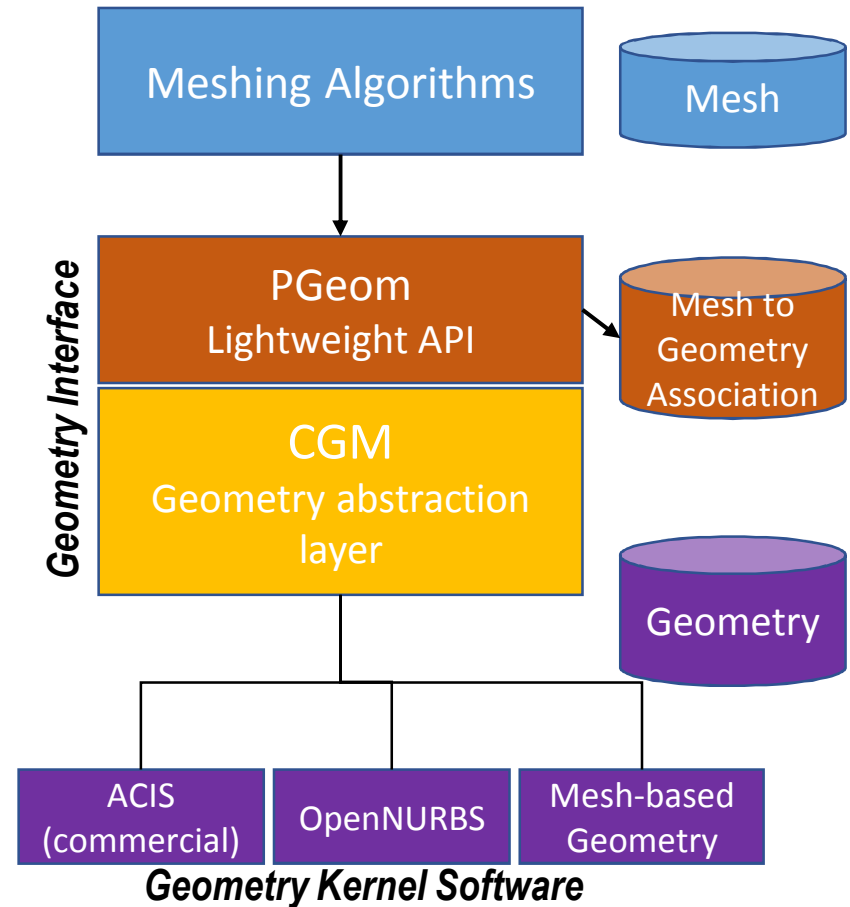 Meshing Algorithms
Mesh
Geometry Interface
PGeom
Lightweight API
Mesh to
Geometry
Association
CGM
Geometry abstraction
layer
Geometry
ACIS
(commercial)
OpenNURBS
Mesh-based
Geometry
Geometry Kernel Software